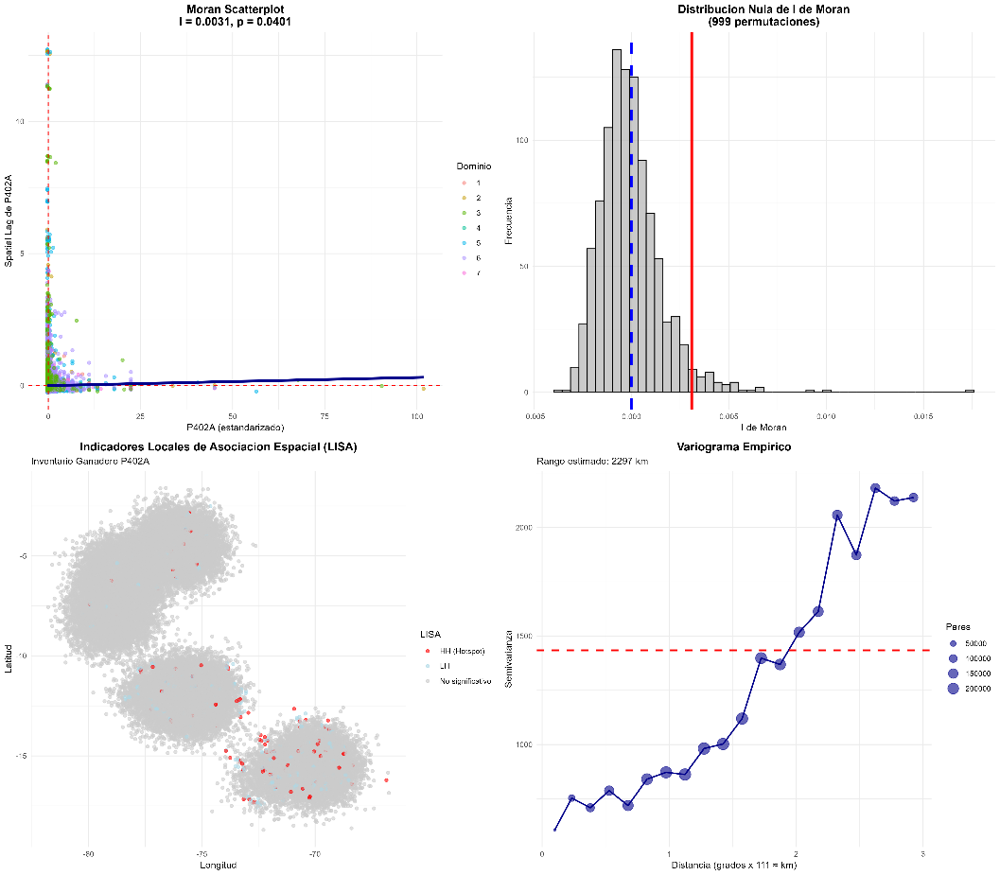 Moran Scatterplot
I = 0.0031, p = 0.0401
Spatial Lag de P402A
10
5
0
0
25
50
75
100
P402A (estandarizado)
Dominio
1
2
3
4
5
6
7
Distribucion Nula de I de Moran
(999 permutaciones)
Frecuencia
100
50
0
0.005
0.000
0.005
0.010
0.015
I de Moran
Indicadores Locales de Asociacion Espacial (LISA)
Inventario Ganadero P402A
Latitud
-5
10
-15
-80
-75
-70
Longitud
LISA
HH (Hotspot)
LH
No significativo
Variograma Empirico
Rango estimado: 2297 km
Semivarianza
2000
1500
1000
0
1
2
3
Distancia (grados x 111 ≈ km)
Pares
50000
100000
150000
200000